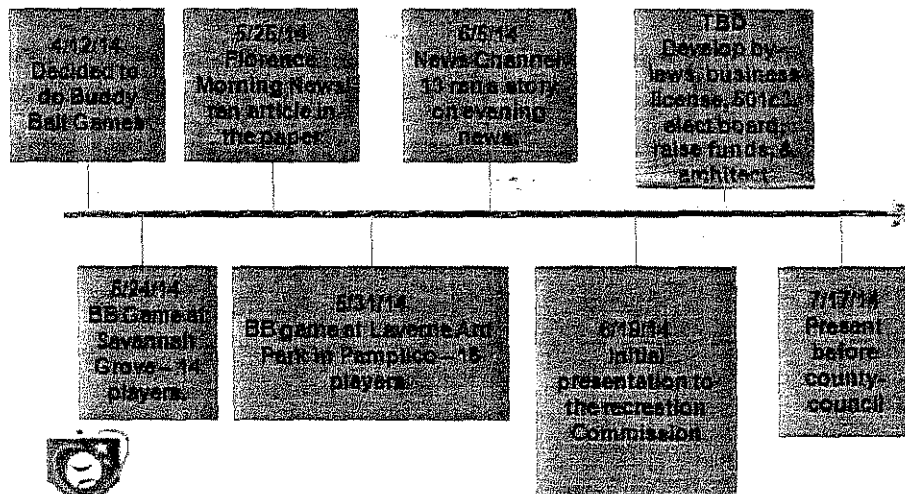 4/12/14
Decided to
do Buddy
Ball Games
5/25/14
Florence
Morning News
ran article in
the paper
6/5/14
News Channel
13 ran a story
on evening
news.
TBD
Develop by-
laws, business
license, 501c3,
elect board,
raise funds, &
architect
5/24/14
BB Game at
Savannah
Grove – 14
players.
5/31/14
BB game at Laverne Ard
Park in Pamplico –
players.
6/19/14
Initial
presentation to
the recreation
Commission
7/17/14
Present
before
county-
council